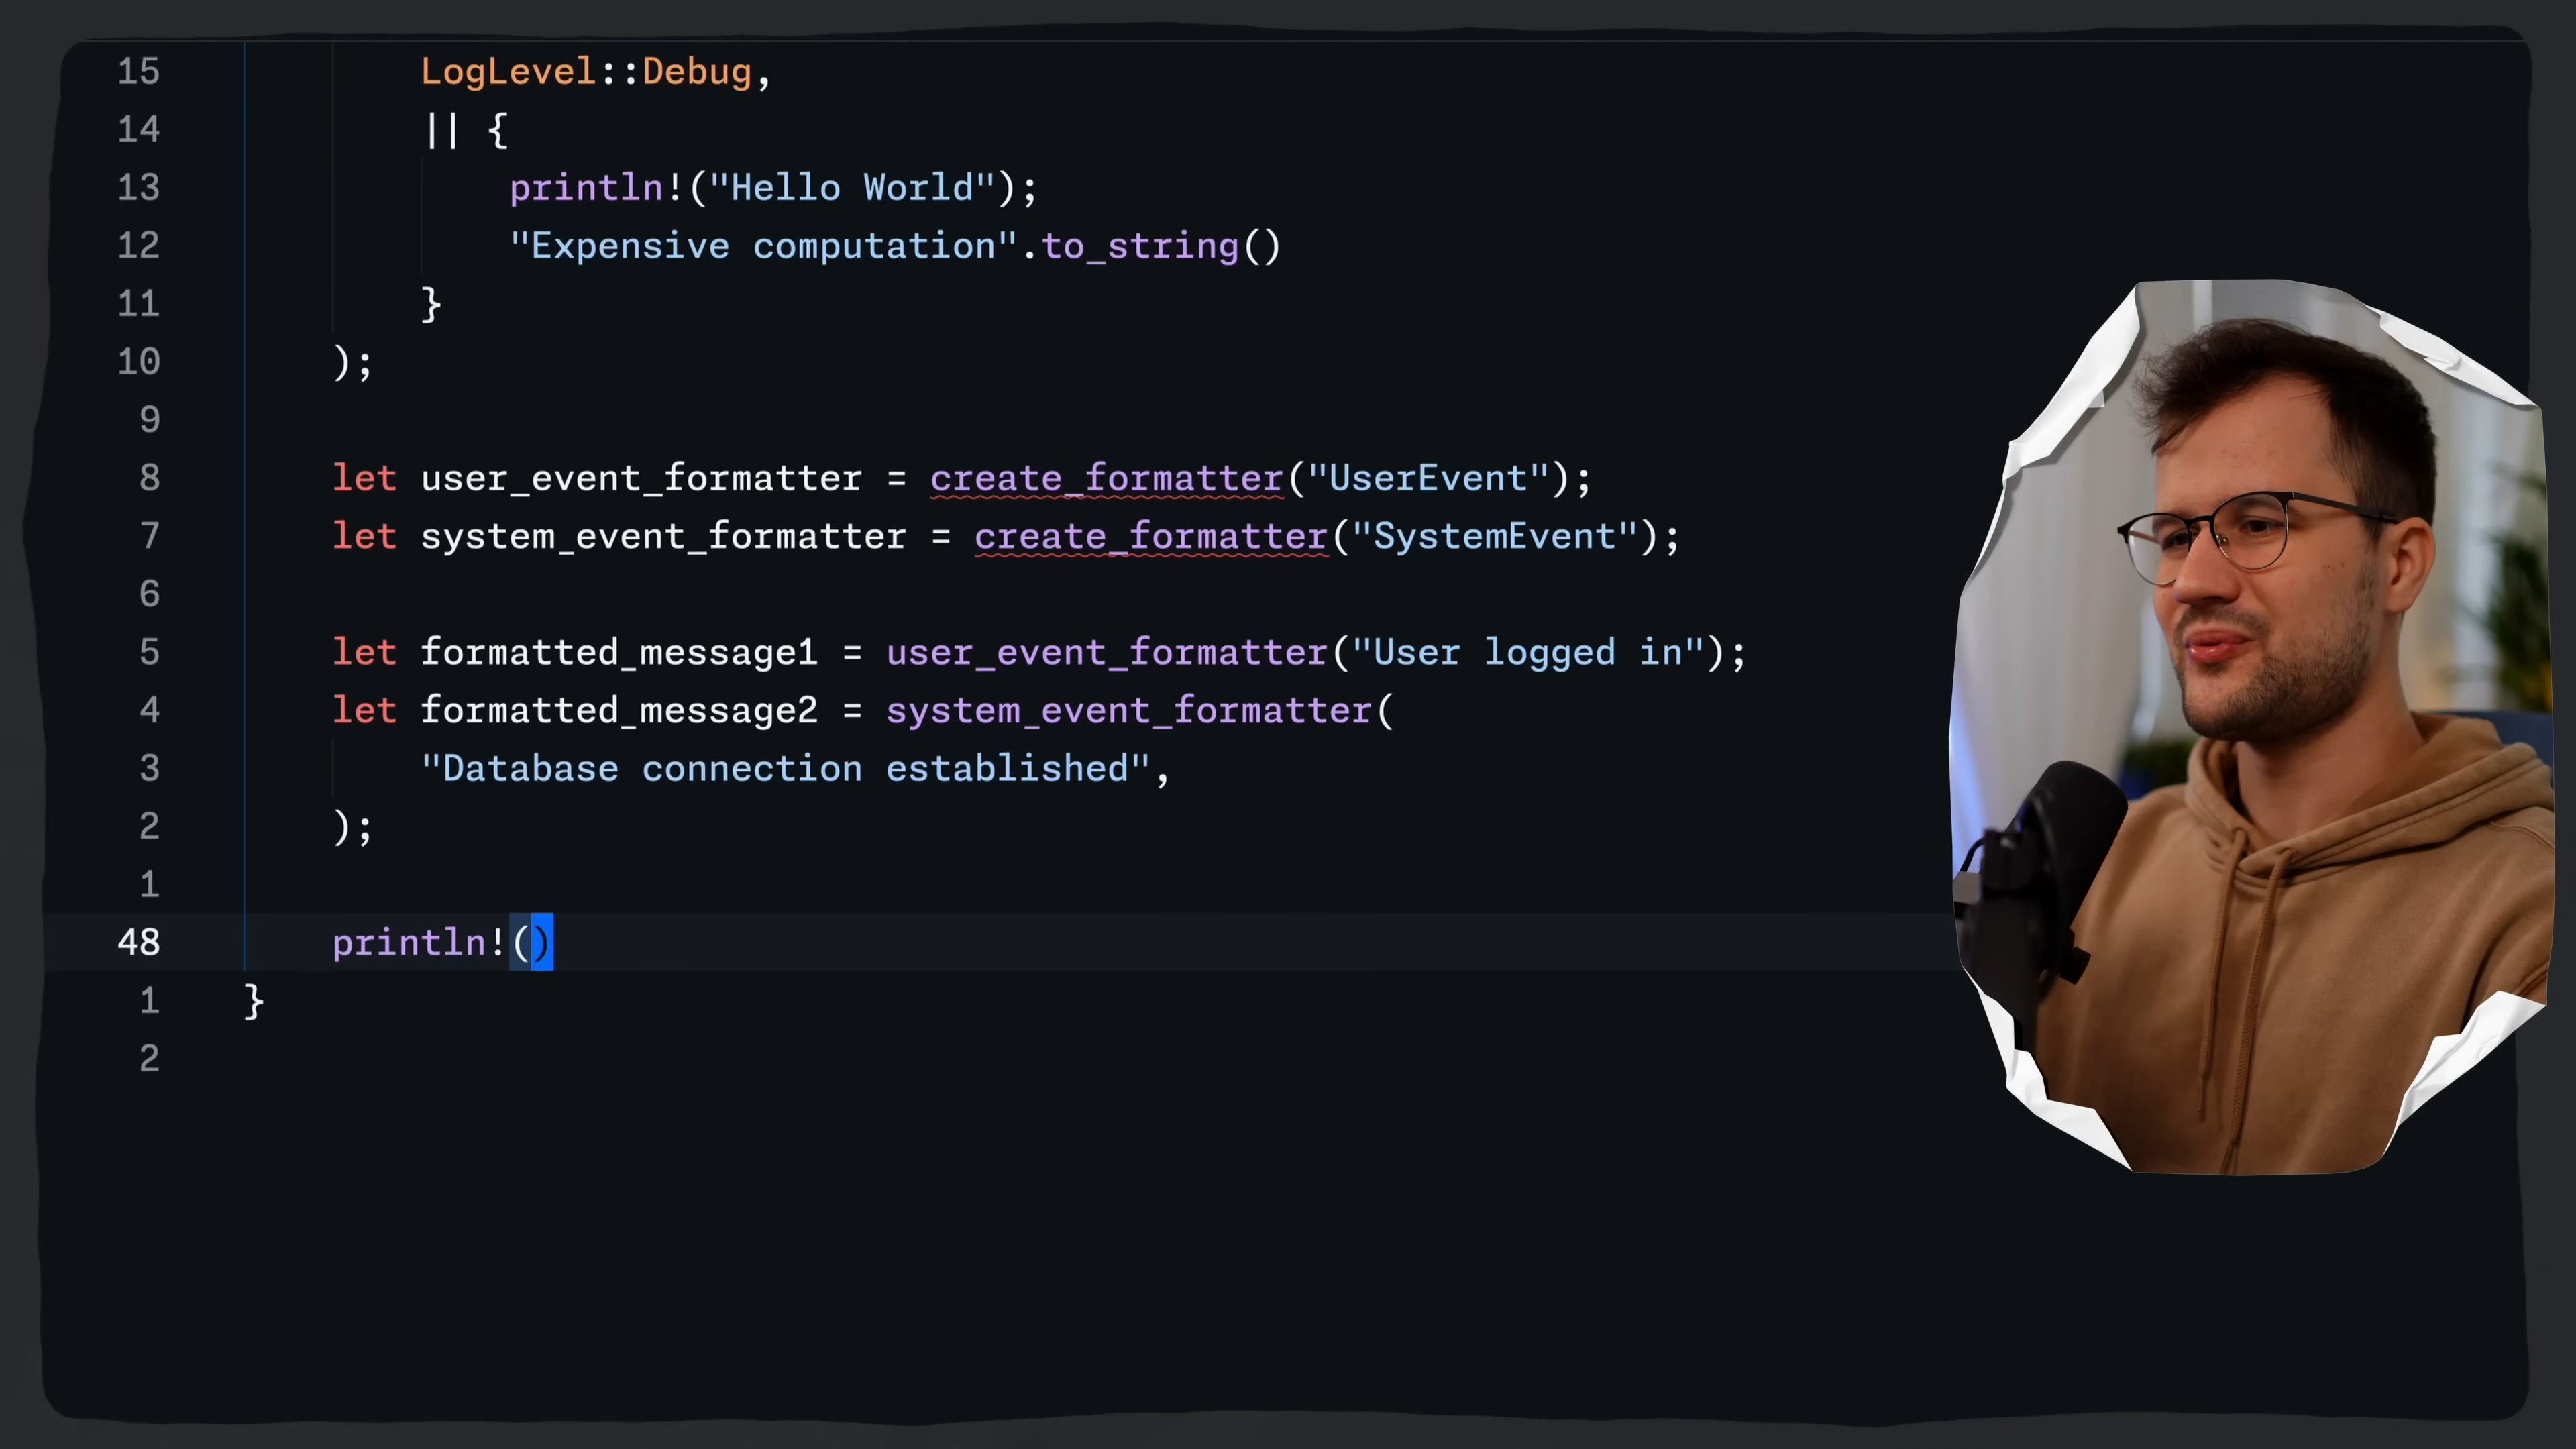 15 LogLevel::Debug,
14 || {
13 println!("Hello World");
12 "Expensive computation".to_string()
11 }
10 );
9
8 let user_event_formatter = create_formatter("UserEvent");
7 let system_event_formatter = create_formatter("SystemEvent");
6
5 let formatted_message1 = user_event_formatter("User logged in");
4 let formatted_message2 = system_event_formatter(
3 "Database connection established",
2 );
1
48 println!()
1 }
2